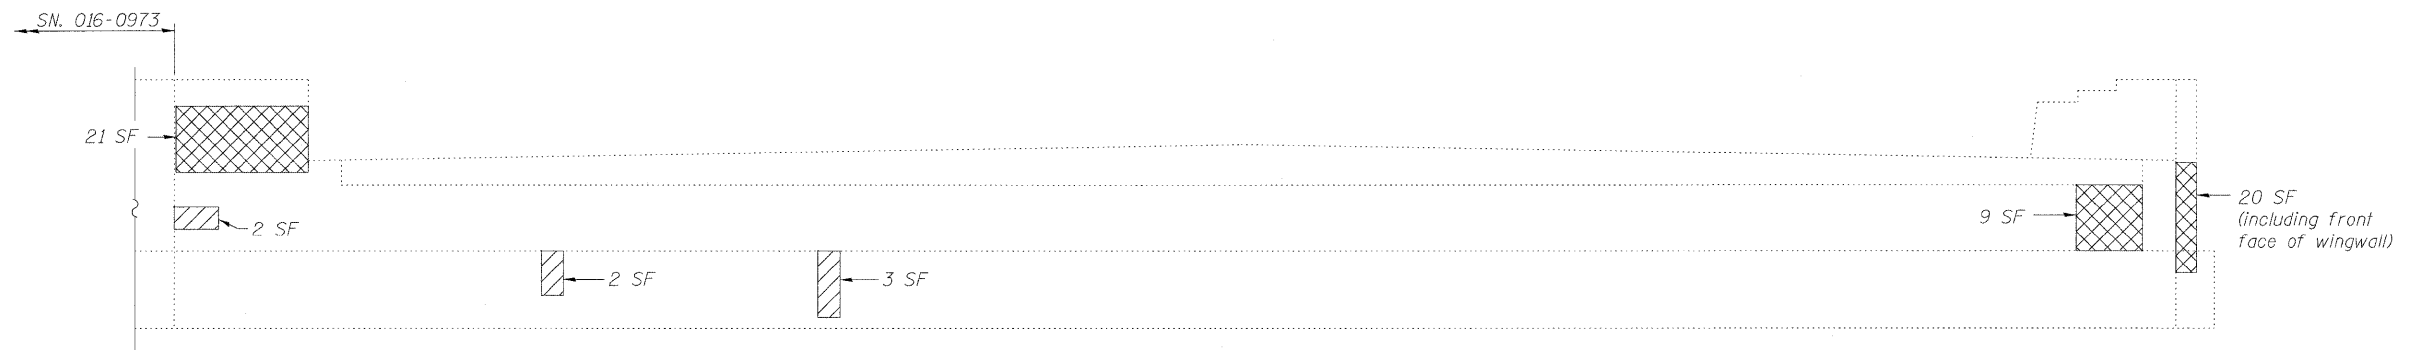 SN. 016-0973
21 SF
2 SF
2 SF
3 SF
9 SF
20 SF
(including front
face of wingwall)